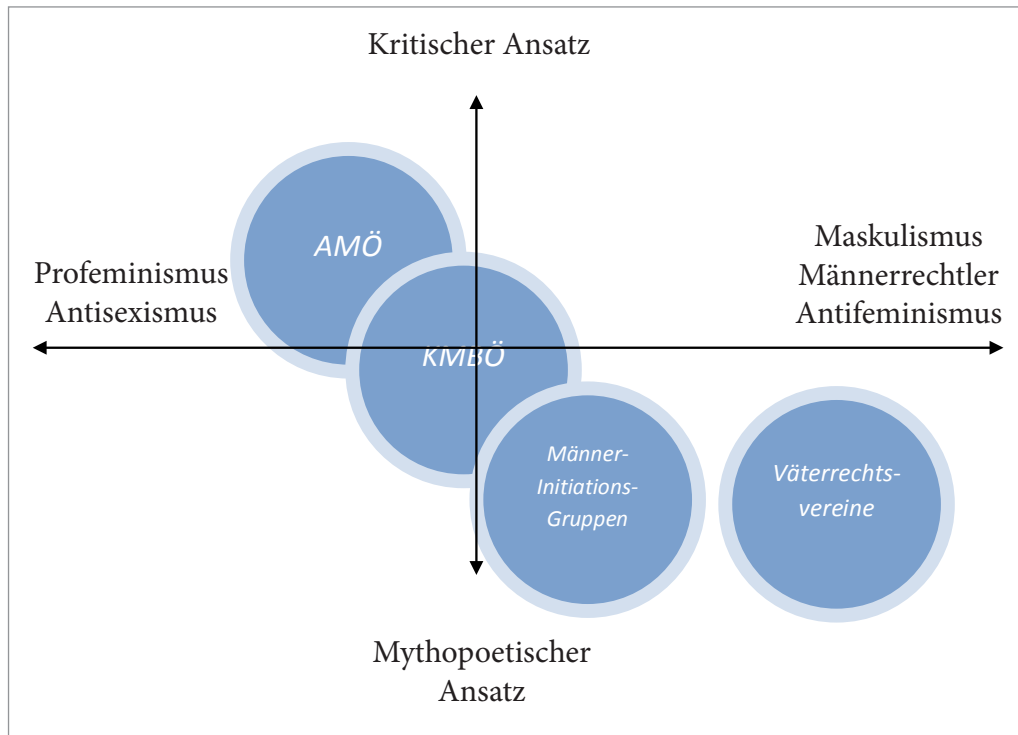 Kritischer Ansatz
AMÖ
Profeminismus
Antisexismus
Maskulismus
Männerrechtler
Antifeminismus
KMBÖ
Männer-
Initiations-
Gruppen
Väterrechts-
vereine
Mythopoetischer
Ansatz